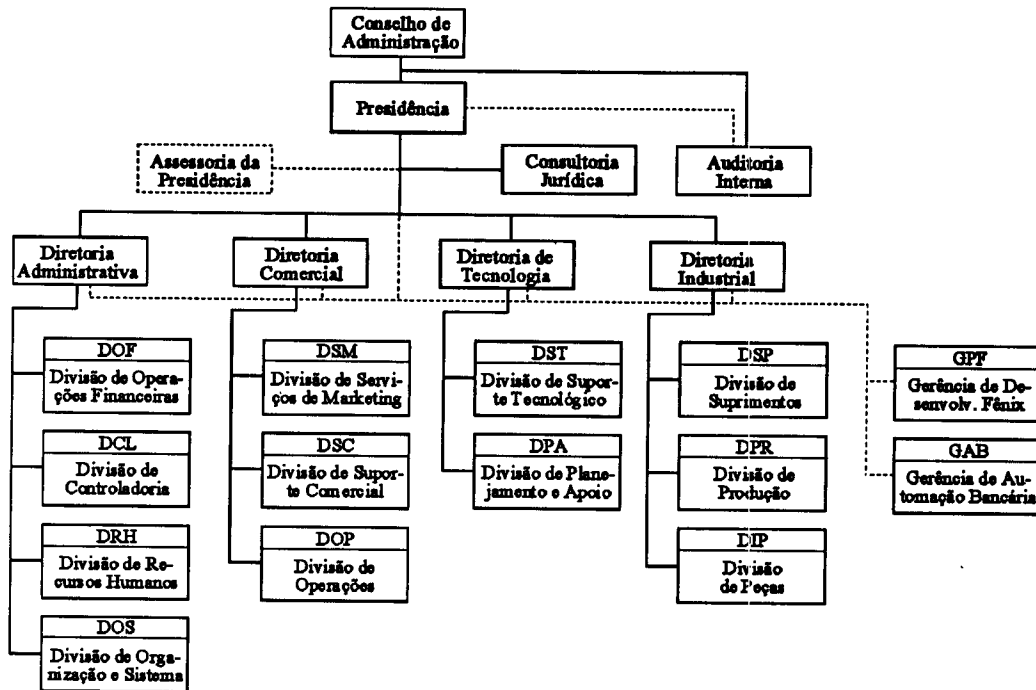 Conselho de
Administração
Presidência
Assessoria da
Presidência
Consultoria
Jurídica
Auditoria
Interna
Diretoria
Administrativa
Diretoria
Comercial
Diretoria de
Tecnologia
Diretoria
Industrial
DOF
Divisão de Opera-
ções Financeiras
DCL
Divisão de
Controladoria
DRH
Divisão de Re-
cursos Humanos
DOS
Divisão de Orga-
nização e Sistema
DSM
Divisão de Servi-
ços de Marketing
DSC
Divisão de Supor-
te Comercial
DOP
Divisão de
Operações
DST
Divisão de Supor-
te Tecnológico
DPA
Divisão de Plane-
jamento e Apoio
DSP
Divisão de
Suprimentos
DPR
Divisão de
Produção
DIP
Divisão
de Peças
GPF
Gerência de De-
senvolv. Fênix
GAB
Gerência de Au-
tomação Bancária